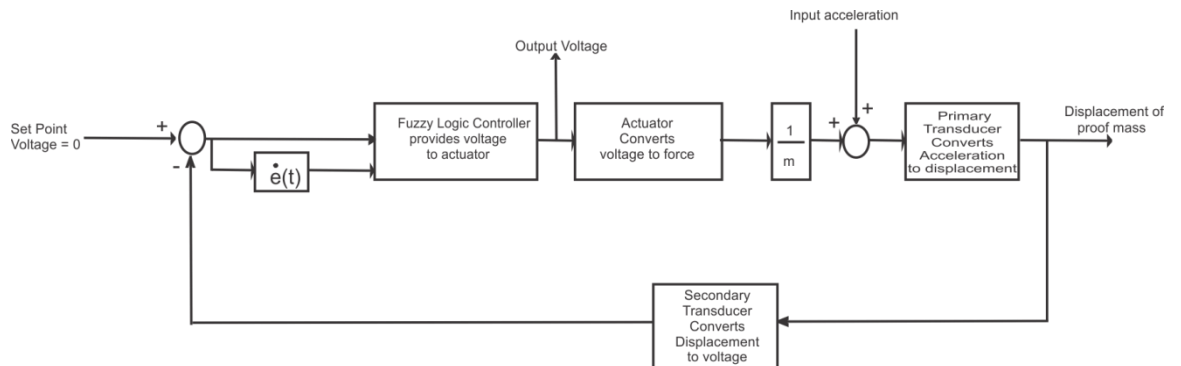 Input acceleration
Output Voltage
Set Point
Voltage = 0
+
-
ė(t)
Fuzzy Logic Controller
provides voltage
to actuator
Actuator
Converts
voltage to force
1
m
+
+
Primary
Transducer
Converts
Acceleration
to displacement
Displacement of
proof mass
Secondary
Transducer
Converts
Displacement
to voltage